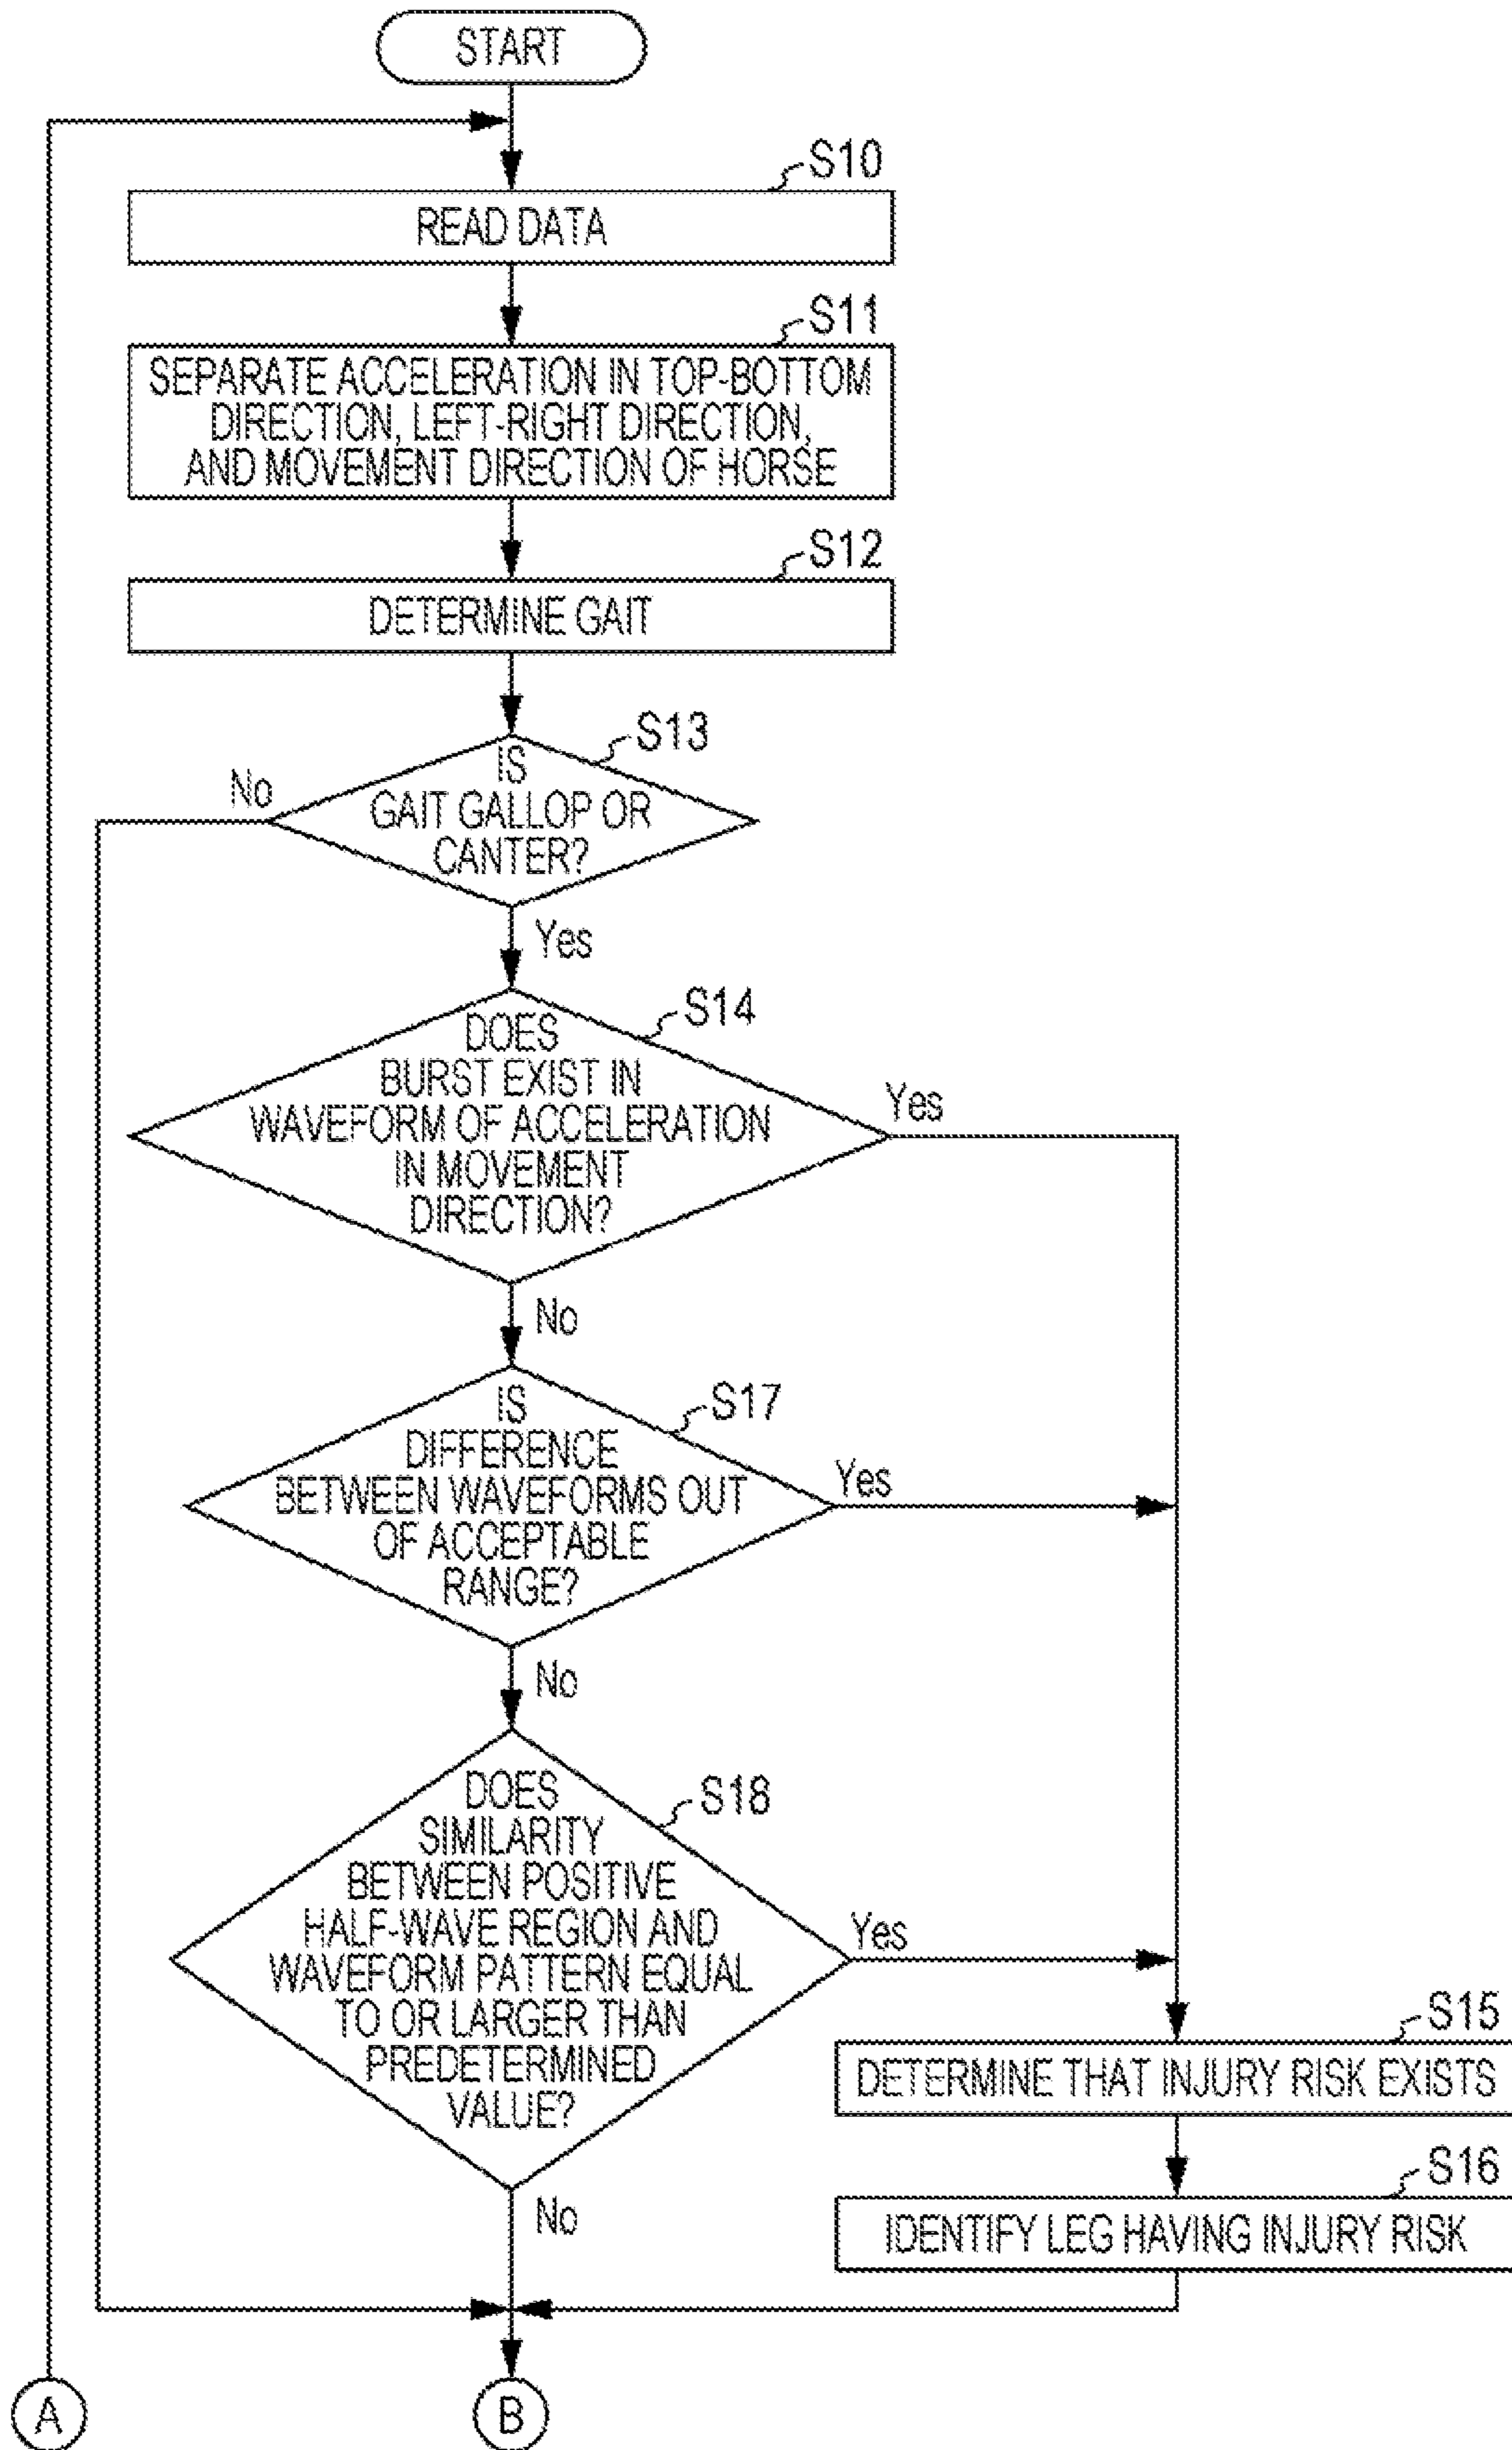 START
S10
READ DATA
S11
SEPARATE ACCELERATION IN TOP-BOTTOM
DIRECTION, LEFT-RIGHT DIRECTION,
AND MOVEMENT DIRECTION OF HORSE
S12
DETERMINE GAIT
S13
IS
GAIT GALLOP OR
CANTER?
No
Yes
S14
DOES
BURST EXIST IN
WAVEFORM OF ACCELERATION
IN MOVEMENT
DIRECTION?
Yes
No
S17
IS
DIFFERENCE
BETWEEN WAVEFORMS OUT
OF ACCEPTABLE
RANGE?
Yes
No
S18
DOES
SIMILARITY
BETWEEN POSITIVE
HALF-WAVE REGION AND
WAVEFORM PATTERN EQUAL
TO OR LARGER THAN
PREDETERMINED
VALUE?
Yes
No
S15
DETERMINE THAT INJURY RISK EXISTS
S16
IDENTIFY LEG HAVING INJURY RISK
A
B